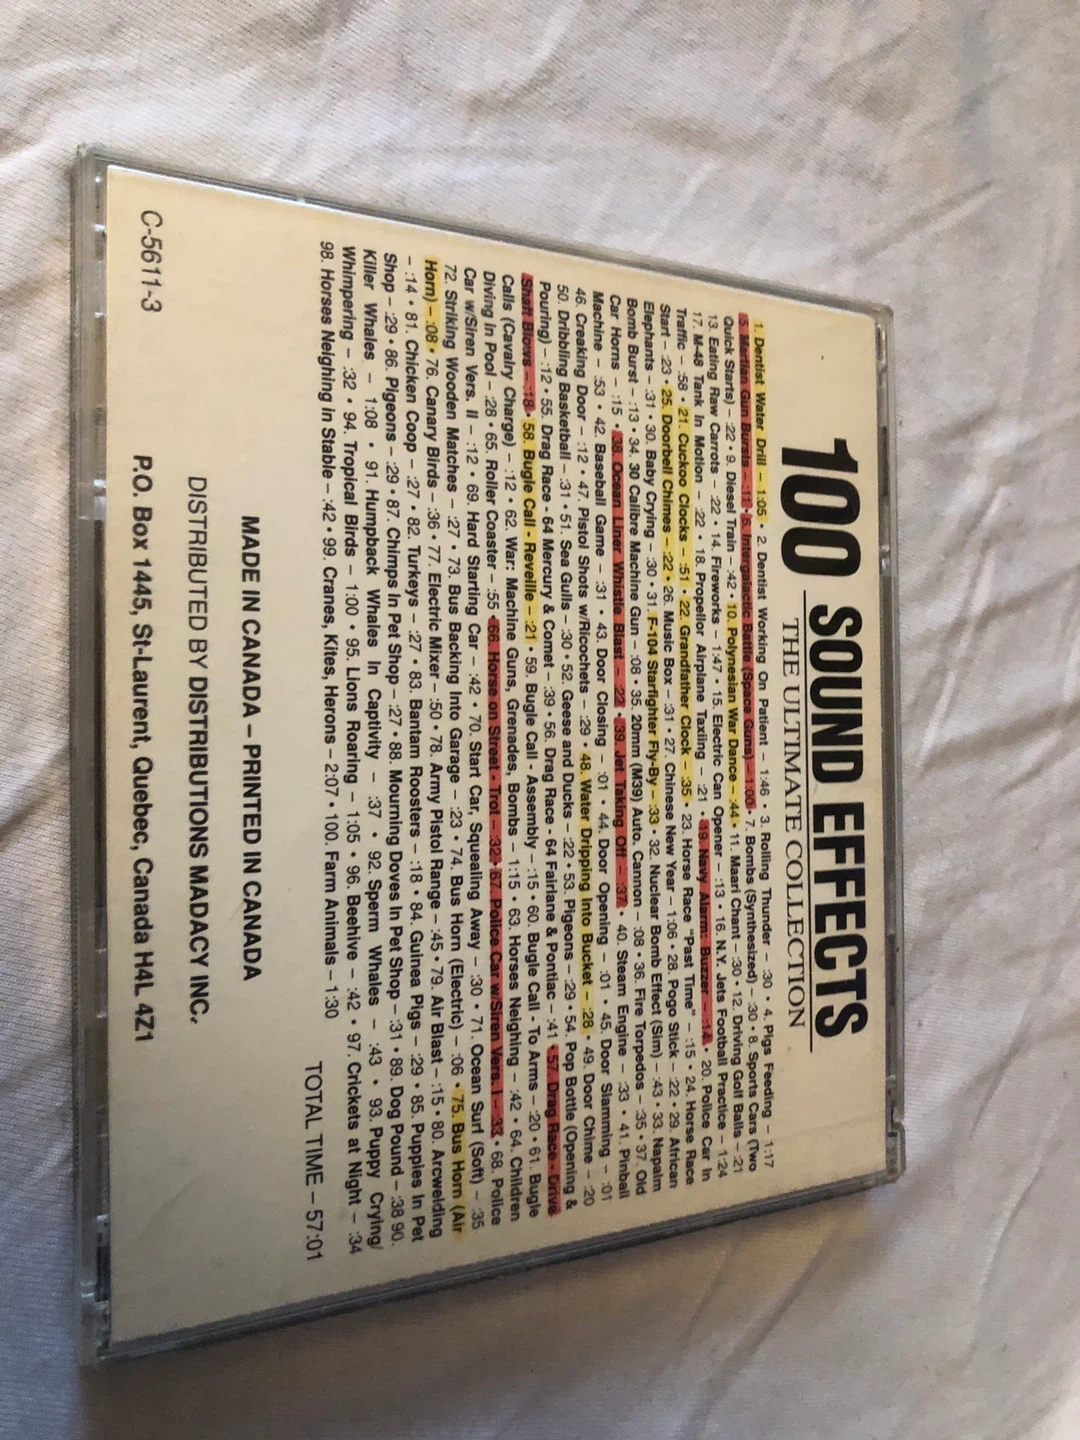 100 SOUND EFFECTS
THE ULTIMATE COLLECTION
1. Dentist Water Drill – 1:05 • 2. Dentist Working On Patient – 1:46 • 3. Rolling Thunder – :30 • 4. Pigs Feeding – 1:17
5. Martian Gun Bursts – :11 • 6. Intergalactic Battle (Space Guns) – 1:00 • 7. Bombs (Synthesized) – :30 • 8. Sports Cars (Two
Quick Starts) – :22 • 9. Diesel Train – :42 • 10. Polynesian War Dance – :44 • 11. Maari Chant – :30 • 12. Driving Golf Balls – :21
13. Eating Raw Carrots – :22 • 14. Fireworks – 1:47 • 15. Electric Can Opener – :13 • 16. N.Y. Jets Football Practice – 1:24
17. M-48 Tank In Motion – :22 • 18. Propellor Airplane Taxiing – :21 • 19. Navy Alarm: Buzzer – :14 • 20. Police Car In
Traffic – :58 • 21. Cuckoo Clocks – :51 • 22. Grandfather Clock – :35 • 23. Horse Race "Past Time" – :15 • 24. Horse Race
Start – :23 • 25. Doorbell Chimes – :22 • 26. Music Box – :31 • 27. Chinese New Year – 1:06 • 28. Pogo Stick – :22 • 29. African
Elephants – :31 • 30. Baby Crying – :30 • 31. F-104 Starfighter Fly-By – :33 • 32. Nuclear Bomb Effect (Sim) – :43 • 33. Napalm
Bomb Burst – :13 • 34. 30 Calibre Machine Gun – :08 • 35. 20mm (M39) Auto. Cannon – :08 • 36. Fire Torpedos – :35 • 37. Old
Car Horns – :15 • 38. Ocean Liner Whistle Blast – :22 • 39. Jet Taking Off – :37 • 40. Steam Engine – :33 • 41. Pinball
Machine – :53 • 42. Baseball Game – :31 • 43. Door Closing – :01 • 44. Door Opening – :01 • 45. Door Slamming – :01
46. Creaking Door – :12 • 47. Pistol Shots w/Ricochets – :29 • 48. Water Dripping Into Bucket – :28 • 49. Door Chime – :20
50. Dribbling Basketball – :31 • 51. Sea Gulls – :30 • 52. Geese and Ducks – :22 • 53. Pigeons – :29 • 54. Pop Bottle (Opening &
Pouring) – :12 • 55. Drag Race - 64 Mercury & Comet – :39 • 56. Drag Race - 64 Fairlane & Pontiac – :41 • 57. Drag Race - Drive
Shaft Blows – :18 • 58. Bugle Call - Reveille – :21 • 59. Bugle Call - Assembly – :15 • 60. Bugle Call - To Arms – :20 • 61. Bugle
Calls (Cavalry Charge) – :12 • 62. War: Machine Guns, Grenades, Bombs – 1:15 • 63. Horses Neighing – :42 • 64. Children
Diving in Pool – :28 • 65. Roller Coaster – :55 • 66. Horse on Street - Trot – :32 • 67. Police Car w/Siren Vers. I – :33 • 68. Police
Car w/Siren Vers. II – :12 • 69. Hard Starting Car – :42 • 70. Start Car, Squealing Away – :30 • 71. Ocean Surf (Soft) – :35
72. Striking Wooden Matches – :27 • 73. Bus Backing Into Garage – :23 • 74. Bus Horn (Electric) – :06 • 75. Bus Horn (Air
Horn) – :08 • 76. Canary Birds – :36 • 77. Electric Mixer – :50 • 78. Army Pistol Range – :45 • 79. Air Blast – :15 • 80. Arcwelding
– :14 • 81. Chicken Coop – :27 • 82. Turkeys – :27 • 83. Bantam Roosters – :18 • 84. Guinea Pigs – :29 • 85. Puppies In Pet
Shop – :29 • 86. Pigeons – :29 • 87. Chimps In Pet Shop – :27 • 88. Mourning Doves In Pet Shop – :31 • 89. Dog Pound – :38 90.
Killer Whales – 1:08 • 91. Humpback Whales In Captivity – :37 • 92. Sperm Whales – :43 • 93. Puppy Crying/
Whimpering – :32 • 94. Tropical Birds – 1:00 • 95. Lions Roaring – 1:05 • 96. Beehive – :42 • 97. Crickets at Night – :34
98. Horses Neighing in Stable – :42 • 99. Cranes, Kites, Herons – 2:07 • 100. Farm Animals – 1:30
TOTAL TIME – 57:01
MADE IN CANADA – PRINTED IN CANADA
DISTRIBUTED BY DISTRIBUTIONS MADACY INC.
C-5611-3 P.O. Box 1445, St-Laurent, Quebec, Canada H4L 4Z1